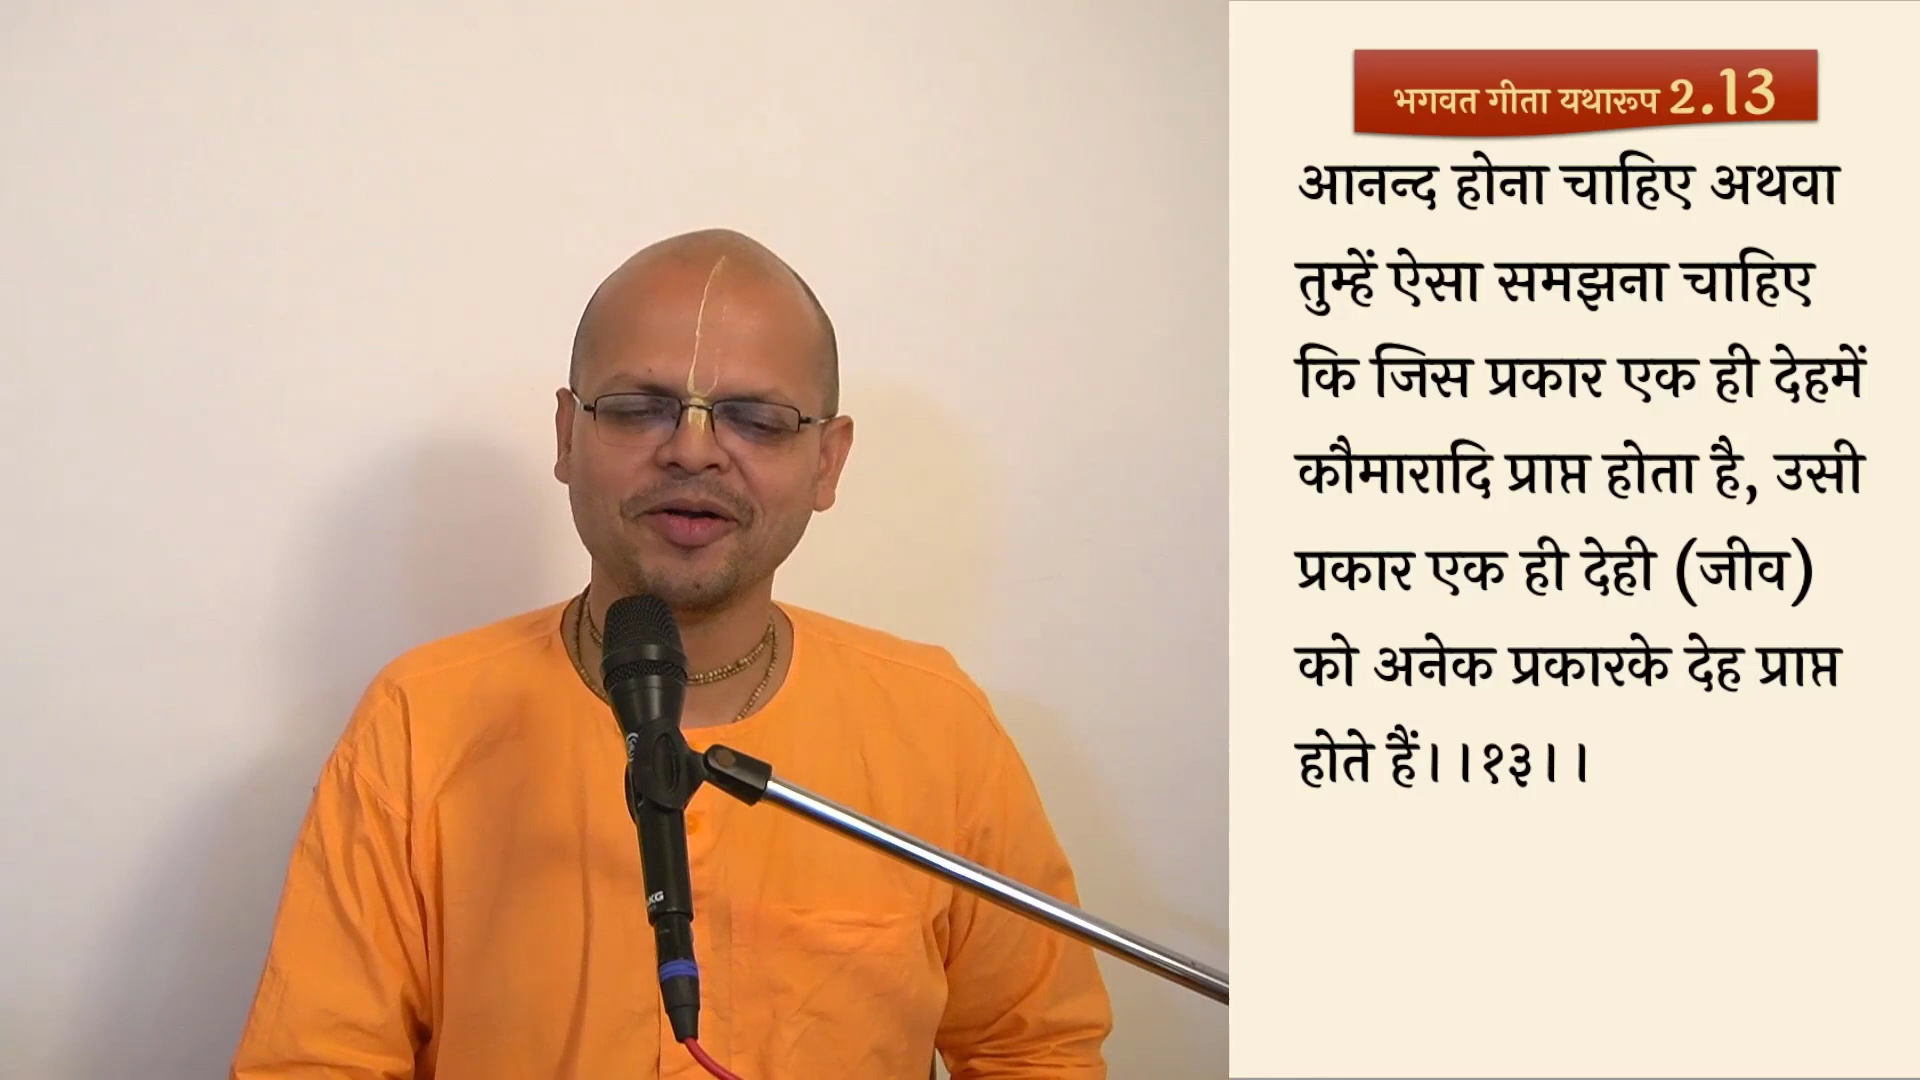 भगवत गीता यथारूप 2.13
आनन्द होना चाहिए अथवा
तुम्हें ऐसा समझना चाहिए
कि जिस प्रकार एक ही देहमें
कौमारादि प्राप्त होता है, उसी
प्रकार एक ही देही (जीव)
को अनेक प्रकारके देह प्राप्त
होते हैं।।१३।।